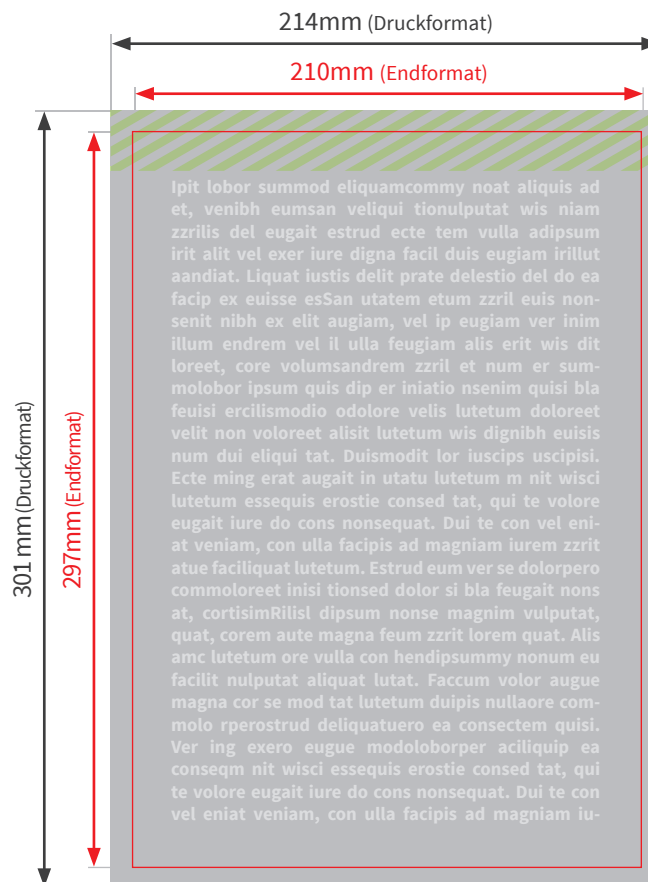 214mm (Druckformat)
210mm (Endformat)
301 mm (Druckformat)
297mm (Endformat)
Ipit lobor summod eliquamcommy noat aliquis ad
et, venibh eumsan veliqui tionulputat wis niam
zzrilis del eugait estrud ecte tem vulla adipsum
irit alit vel exer iure digna facil duis eugiam irillut
aandiat. Liquat iustis delit prate delestio del do ea
facip ex euisse esSan utatem etum zzril euis non-
senit nibh ex elit augiam, vel ip eugiam ver inim
illum endrem vel il ulla feugiam alis erit wis dit
loreet, core volumsandrem zzril et num er sum-
molobor ipsum quis dip er iniatio nsenim quisi bla
feuisi ercilismodio odolore velis lutetum doloreet
velit non voloreet alisit lutetum wis dignibh euisis
num dui eliqui tat. Duismodit lor iusciis uscipisi.
Ecte ming erat augait in utatu lutetum m nit wisci
lutetum essequis erostie consed tat, qui te volore
eugait iure do cons nonsequat. Dui te con vel eni-
at veniam, con ulla facipis ad magniam iurem zzrit
atue faciliquat lutetum. Estrud eum ver se dolorpero
commoloreet inisi tionsed dolor si bla feugait nons
at, cortisimRilisl dipsum nonse magnim vulputat,
quat, corem aute magna feum zzrit lorem quat. Alis
amc lutetum ore vulla con hendipsummy nonum eu
facilit nulputat aliquat lutat. Faccum volor augue
magna cor se mod tat lutetum duipis nullaore com-
molo rperostrud deliquatuero ea consectem quisi.
Ver ing exero eugue modoloborper aciliquip ea
conseqm nit wisci essequis erostie consed tat, qui
te volore eugait iure do cons nonsequat. Dui te con
vel eniat veniam, con ulla facipis ad magniam iu-